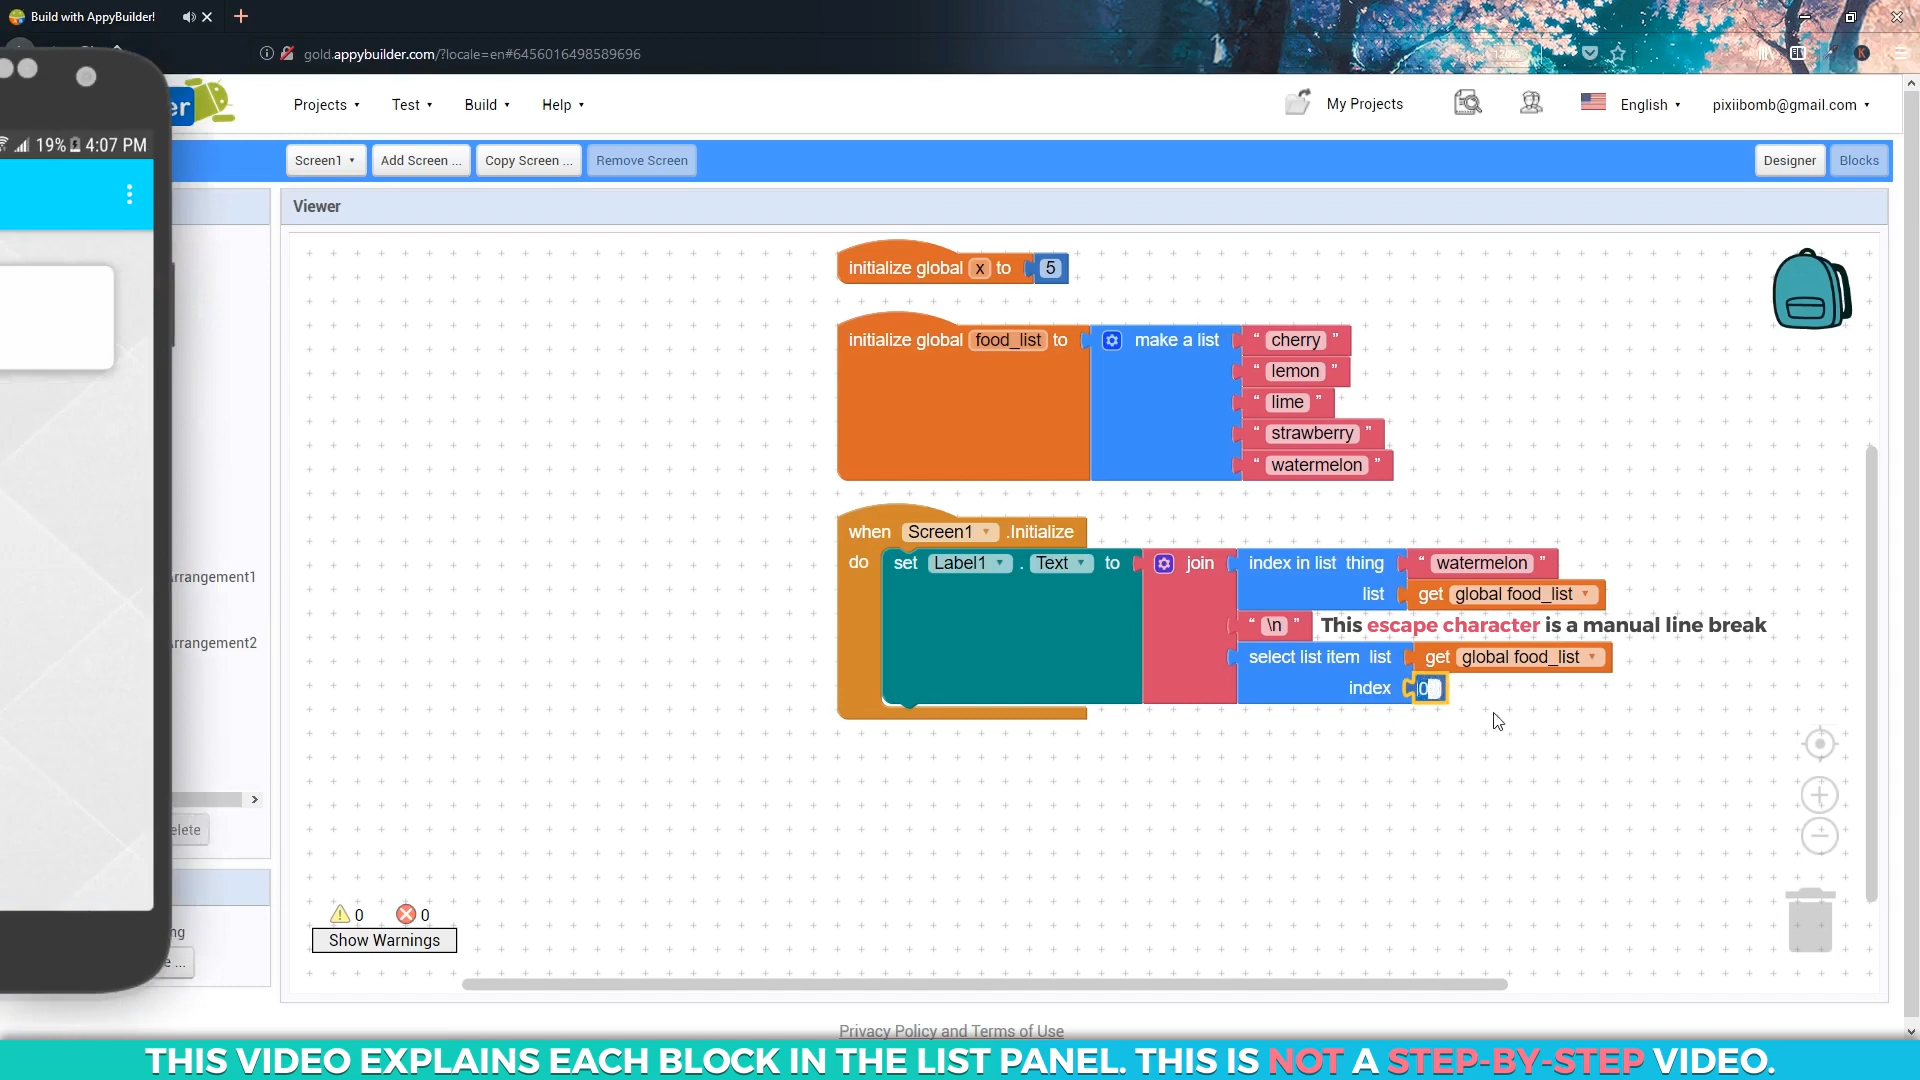 Build with AppyBuilder!
gold.appybuilder.com/?locale=en#6456016498589696
er
Projects
Test
Build
Help
My Projects
English
pixiibomb@gmail.com
19% 4:07 PM
Screen1
Add Screen ...
Copy Screen ...
Remove Screen
Designer
Blocks
Viewer
initialize global x to 5
initialize global food_list to make a list “ cherry ”
“ lemon ”
“ lime ”
“ strawberry ”
“ watermelon ”
when Screen1 .Initialize
do set Label1 . Text to join index in list thing “ watermelon ”
list get global food_list
“ \n ” This escape character is a manual line break
select list item list get global food_list
index 0
rrangement1
rrangement2
elete
ng
e ...
0 0
Show Warnings
Privacy Policy and Terms of Use
THIS VIDEO EXPLAINS EACH BLOCK IN THE LIST PANEL. THIS IS NOT A STEP-BY-STEP VIDEO.